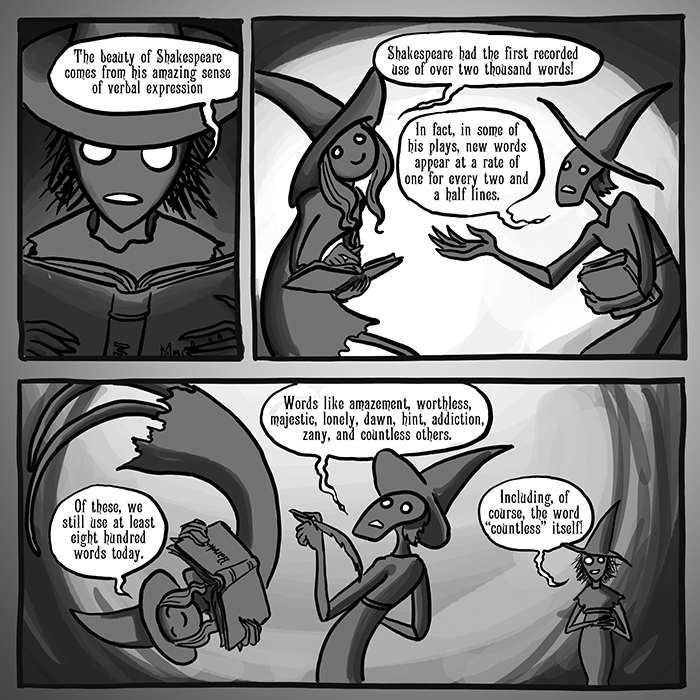 The beauty of Shakespeare
comes from his amazing sense
of verbal expression
Shakespeare had the first recorded
use of over two thousand words!
In fact, in some of
his plays, new words
appear at a rate of
one for every two and
a half lines.
Words like amazement, worthless,
majestic, lonely, dawn, hint, addiction,
zany, and countless others.
Of these, we
still use at least
eight hundred
words today.
Including, of
course, the word
"countless" itself!